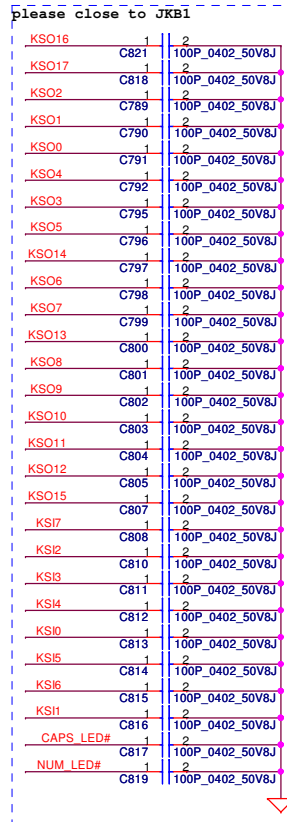 please close to JKB1
KSO16 1 2
C821 100P_0402_50V8J
KSO17 1 2
C818 100P_0402_50V8J
KSO2 1 2
C789 100P_0402_50V8J
KSO1 1 2
C790 100P_0402_50V8J
KSO0 1 2
C791 100P_0402_50V8J
KSO4 1 2
C792 100P_0402_50V8J
KSO3 1 2
C795 100P_0402_50V8J
KSO5 1 2
C796 100P_0402_50V8J
KSO14 1 2
C797 100P_0402_50V8J
KSO6 1 2
C798 100P_0402_50V8J
KSO7 1 2
C799 100P_0402_50V8J
KSO13 1 2
C800 100P_0402_50V8J
KSO8 1 2
C801 100P_0402_50V8J
KSO9 1 2
C802 100P_0402_50V8J
KSO10 1 2
C803 100P_0402_50V8J
KSO11 1 2
C804 100P_0402_50V8J
KSO12 1 2
C805 100P_0402_50V8J
KSO15 1 2
C807 100P_0402_50V8J
KSI7 1 2
C808 100P_0402_50V8J
KSI2 1 2
C810 100P_0402_50V8J
KSI3 1 2
C811 100P_0402_50V8J
KSI4 1 2
C812 100P_0402_50V8J
KSI0 1 2
C813 100P_0402_50V8J
KSI5 1 2
C814 100P_0402_50V8J
KSI6 1 2
C815 100P_0402_50V8J
KSI1 1 2
C816 100P_0402_50V8J
CAPS_LED# 1 2
C817 100P_0402_50V8J
NUM_LED# 1 2
C819 100P_0402_50V8J